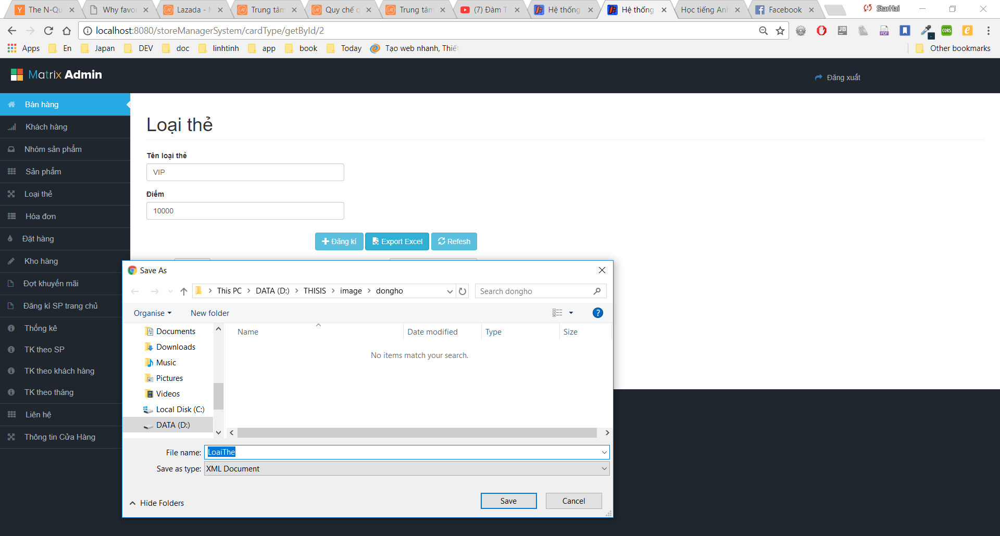 The N-Qu
Why favo
Lazada -
Trung tâm
Quy chế q
Trung tâm
(7) Đàm T
Hệ thống
Hệ thống
Học tiếng Anh
Facebook
StarHai
localhost:8080/storeManagerSystem/cardType/getById/2
Apps
En
Japan
DEV
doc
linhtinh
app
book
Today
Tạo web nhanh, Thiết
Other bookmarks
Matrix Admin
Đăng xuất
Bán hàng
Khách hàng
Nhóm sản phẩm
Sản phẩm
Loại thẻ
Hóa đơn
Đặt hàng
Kho hàng
Đợt khuyến mãi
Đăng kí SP trang chủ
Thống kê
TK theo SP
TK theo khách hàng
TK theo tháng
Liên hệ
Thông tin Cửa Hàng
Loại thẻ
Tên loại thẻ
VIP
Điểm
10000
Đăng kí
Export Excel
Refesh
Save As
This PC > DATA (D:) > THISIS > image > dongho
Search dongho
Organise
New folder
Documents
Downloads
Music
Pictures
Videos
Local Disk (C:)
DATA (D:)
Name
Date modified
Type
Size
No items match your search.
File name: LoaiThe
Save as type: XML Document
Hide Folders
Save
Cancel